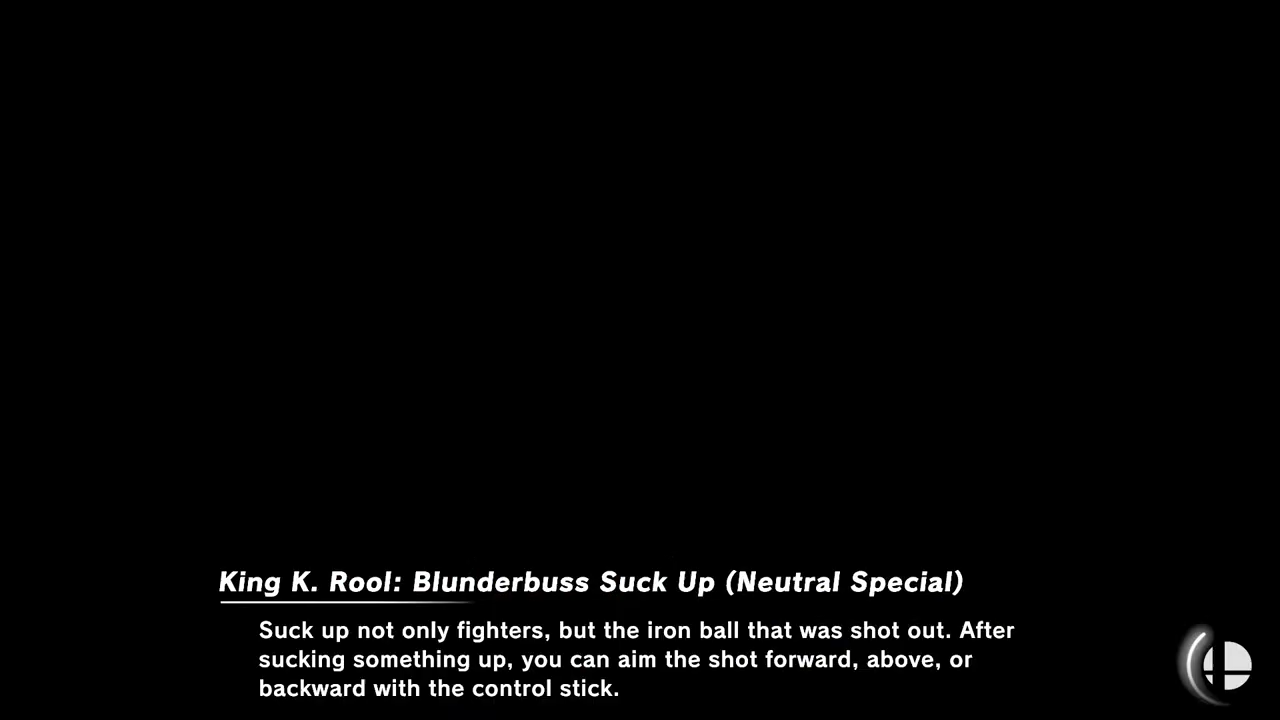 King K. Rool: Blunderbuss Suck Up (Neutral Special)
Suck up not only fighters, but the iron ball that was shot out. After
sucking something up, you can aim the shot forward, above, or
backward with the control stick.